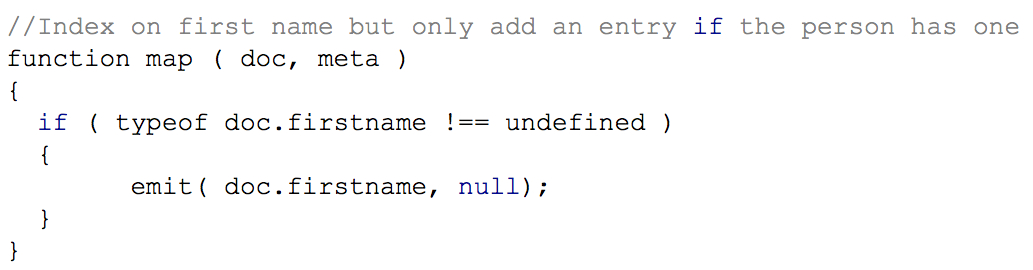 //Index on first name but only add an entry if the person has one
function map ( doc, meta )
{
if ( typeof doc.firstname !== undefined )
{
emit( doc.firstname, null);
}
}